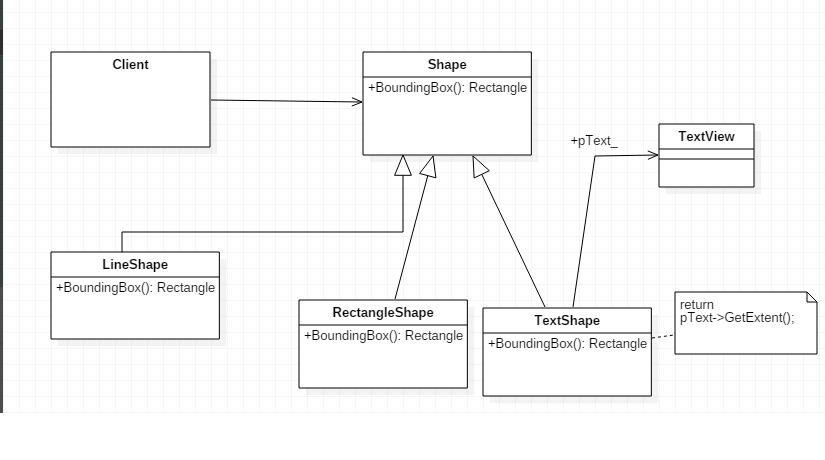 Client
Shape
+BoundingBox(): Rectangle
+pText_
TextView
LineShape
+BoundingBox(): Rectangle
RectangleShape
+BoundingBox(): Rectangle
TextShape
+BoundingBox(): Rectangle
return
pText->GetExtent();